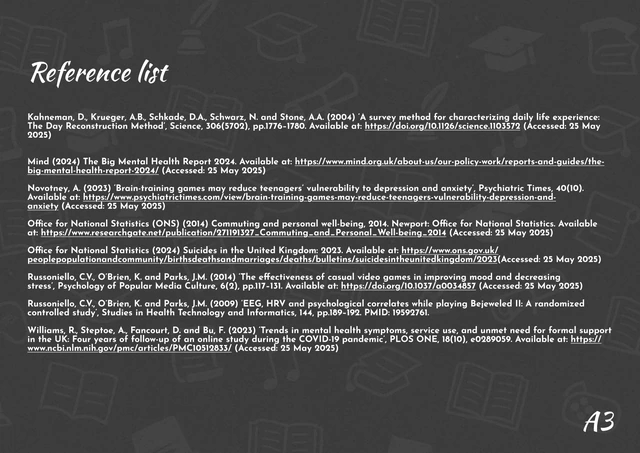 Reference list
Kahneman, D., Krueger, A.B., Schkade, D.A., Schwarz, N. and Stone, A.A. (2004) 'A survey method for characterizing daily life experience:
The Day Reconstruction Method', Science, 306(5702), pp.1776–1780. Available at: https://doi.org/10.1126/science.1103572 (Accessed: 25 May
2025)
Mind (2024) The Big Mental Health Report 2024. Available at: https://www.mind.org.uk/about-us/our-policy-work/reports-and-guides/the-
big-mental-health-report-2024/ (Accessed: 25 May 2025)
Novotney, A. (2023) 'Brain-training games may reduce teenagers' vulnerability to depression and anxiety', Psychiatric Times, 40(10).
Available at: https://www.psychiatrictimes.com/view/brain-training-games-may-reduce-teenagers-vulnerability-depression-and-
anxiety (Accessed: 25 May 2025)
Office for National Statistics (ONS) (2014) Commuting and personal well-being, 2014. Newport: Office for National Statistics. Available
at: https://www.researchgate.net/publication/271191327_Commuting_and_Personal_Well-being_2014 (Accessed: 25 May 2025)
Office for National Statistics (2024) Suicides in the United Kingdom: 2023. Available at: https://www.ons.gov.uk/
peoplepopulationandcommunity/birthsdeathsandmarriages/deaths/bulletins/suicidesintheunitedkingdom/2023(Accessed: 25 May 2025)
Russoniello, C.V., O'Brien, K. and Parks, J.M. (2014) 'The effectiveness of casual video games in improving mood and decreasing
stress', Psychology of Popular Media Culture, 6(2), pp.117–131. Available at: https://doi.org/10.1037/a0034857 (Accessed: 25 May 2025)
Russoniello, C.V., O'Brien, K. and Parks, J.M. (2009) 'EEG, HRV and psychological correlates while playing Bejeweled II: A randomized
controlled study', Studies in Health Technology and Informatics, 144, pp.189–192. PMID: 19592761.
Williams, R., Steptoe, A., Fancourt, D. and Bu, F. (2023) 'Trends in mental health symptoms, service use, and unmet need for formal support
in the UK: Four years of follow-up of an online study during the COVID-19 pandemic', PLOS ONE, 18(10), e0289059. Available at: https://
www.ncbi.nlm.nih.gov/pmc/articles/PMC10512833/ (Accessed: 25 May 2025)
A3